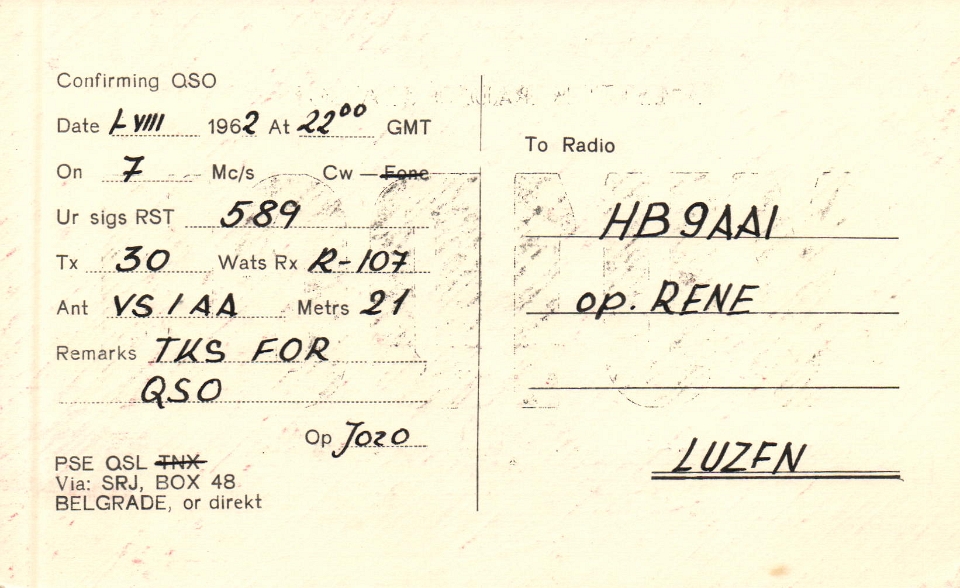 Confirming QSO
Date I-VIII 1962 At 22⁰⁰ GMT
On 7 Mc/s Cw — Fone
Ur sigs RST 589
Tx 30 Wats Rx R-107
Ant VS1AA Metrs 21
Remarks TKS FOR
QSO
Op Jozo
PSE QSL TNX
Via: SRJ, BOX 48
BELGRADE, or direkt
To Radio
HB9AAI
op. RENE
LUZEN